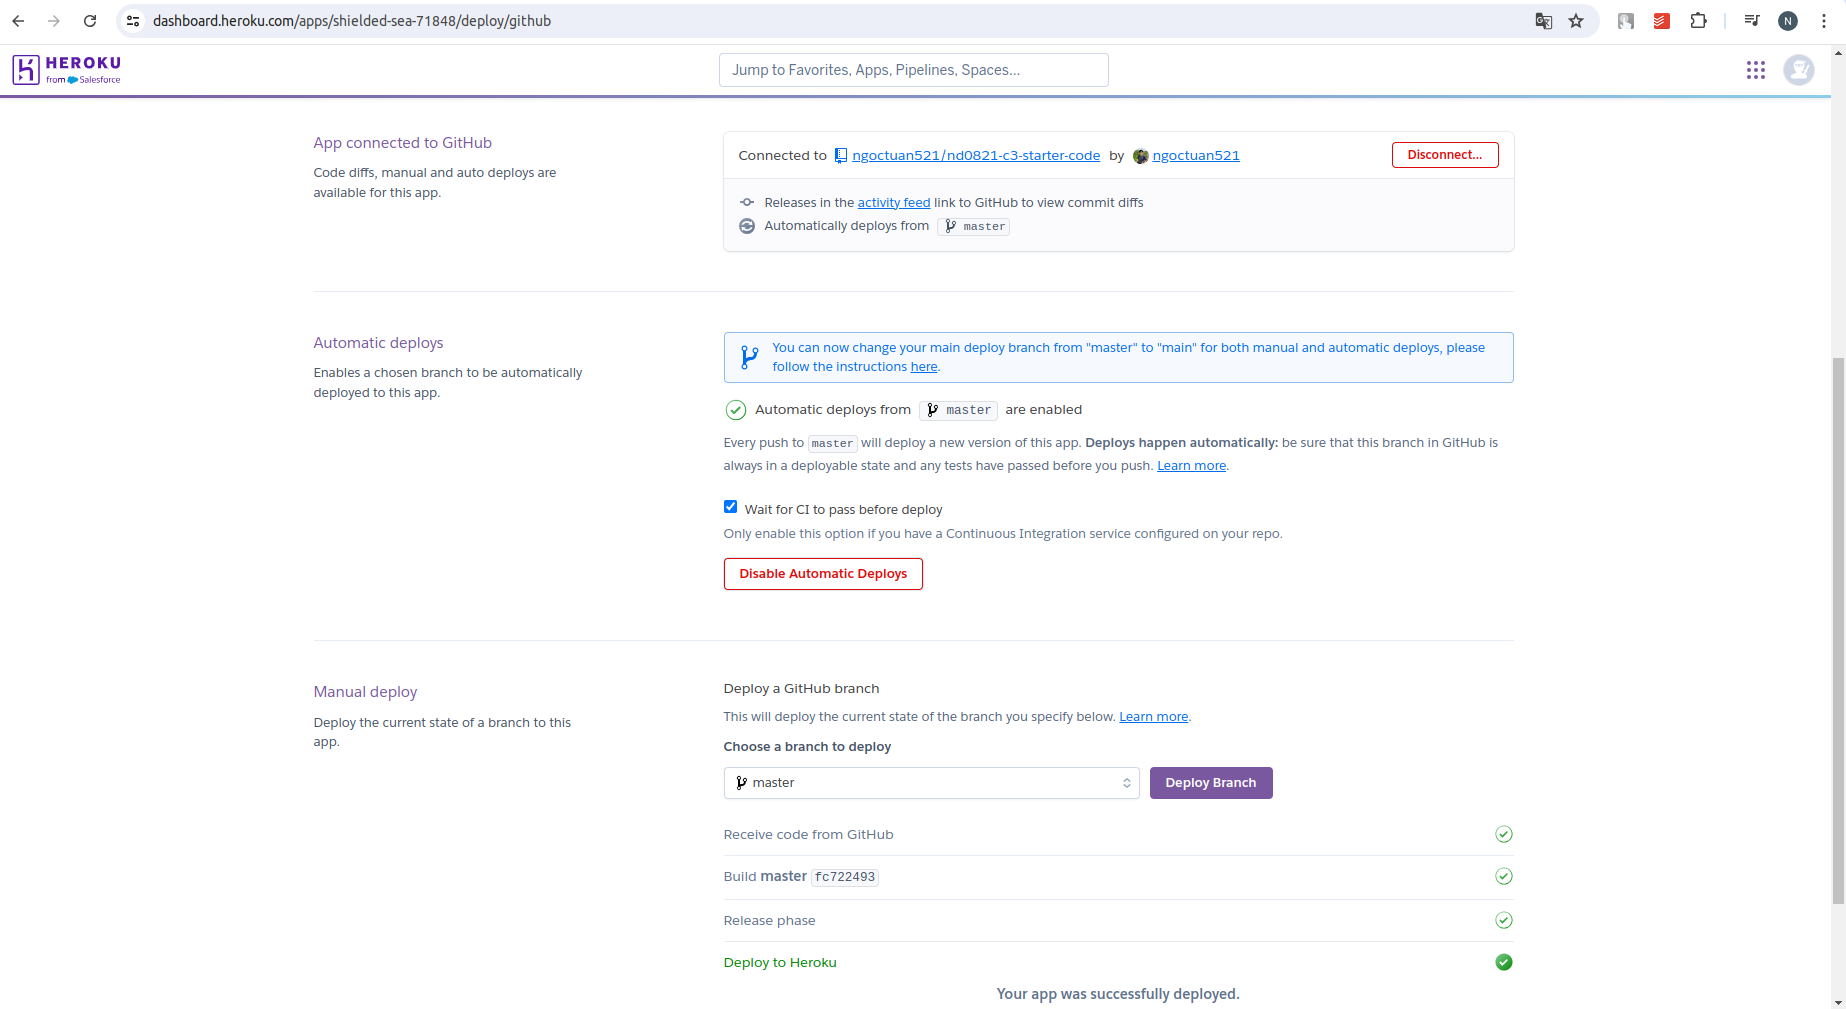 dashboard.heroku.com/apps/shielded-sea-71848/deploy/github
N
HEROKU
from Salesforce
Jump to Favorites, Apps, Pipelines, Spaces...
App connected to GitHub
Code diffs, manual and auto deploys are
available for this app.
Connected to ngoctuan521/nd0821-c3-starter-code by ngoctuan521
Disconnect...
Releases in the activity feed link to GitHub to view commit diffs
Automatically deploys from master
Automatic deploys
Enables a chosen branch to be automatically
deployed to this app.
You can now change your main deploy branch from "master" to "main" for both manual and automatic deploys, please
follow the instructions here.
Automatic deploys from master are enabled
Every push to master will deploy a new version of this app. Deploys happen automatically: be sure that this branch in GitHub is
always in a deployable state and any tests have passed before you push. Learn more.
Wait for CI to pass before deploy
Only enable this option if you have a Continuous Integration service configured on your repo.
Disable Automatic Deploys
Manual deploy
Deploy the current state of a branch to this
app.
Deploy a GitHub branch
This will deploy the current state of the branch you specify below. Learn more.
Choose a branch to deploy
master
Deploy Branch
Receive code from GitHub
Build master fc722493
Release phase
Deploy to Heroku
Your app was successfully deployed.